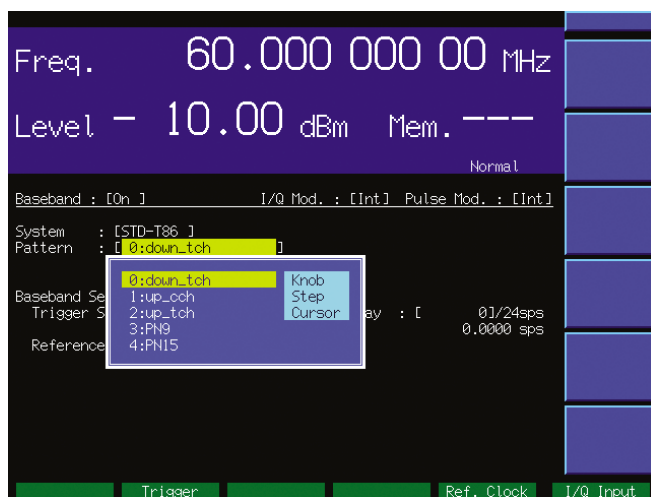 Freq. 60.000 000 00 MHz
Level - 10.00 dBm Mem.---
Normal
Baseband : [On ] I/Q Mod. : [Int] Pulse Mod. : [Int]
System : [STD-T86 ]
Pattern : [ 0:down_tch ]
0:down_tch Knob
Baseband Se 1:up_cch Step
Trigger S 2:up_tch Cursor ay : [ 0]/24sps
3:PN9 0.0000 sps
Reference 4:PN15
Trigger Ref. Clock I/Q Input